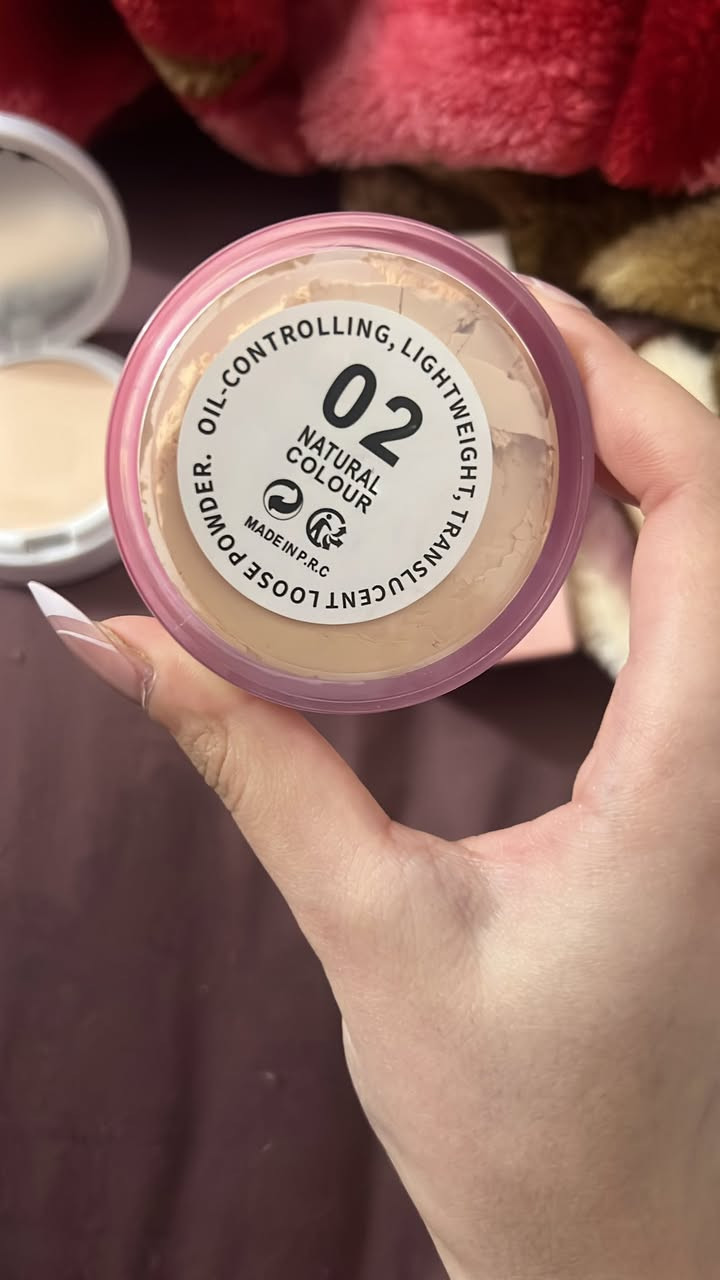 OIL-CONTROLLING, LIGHTWEIGHT, TRANSLUCENT LOOSE POWDER.
02
NATURAL
COLOUR
MADE IN P.R.C